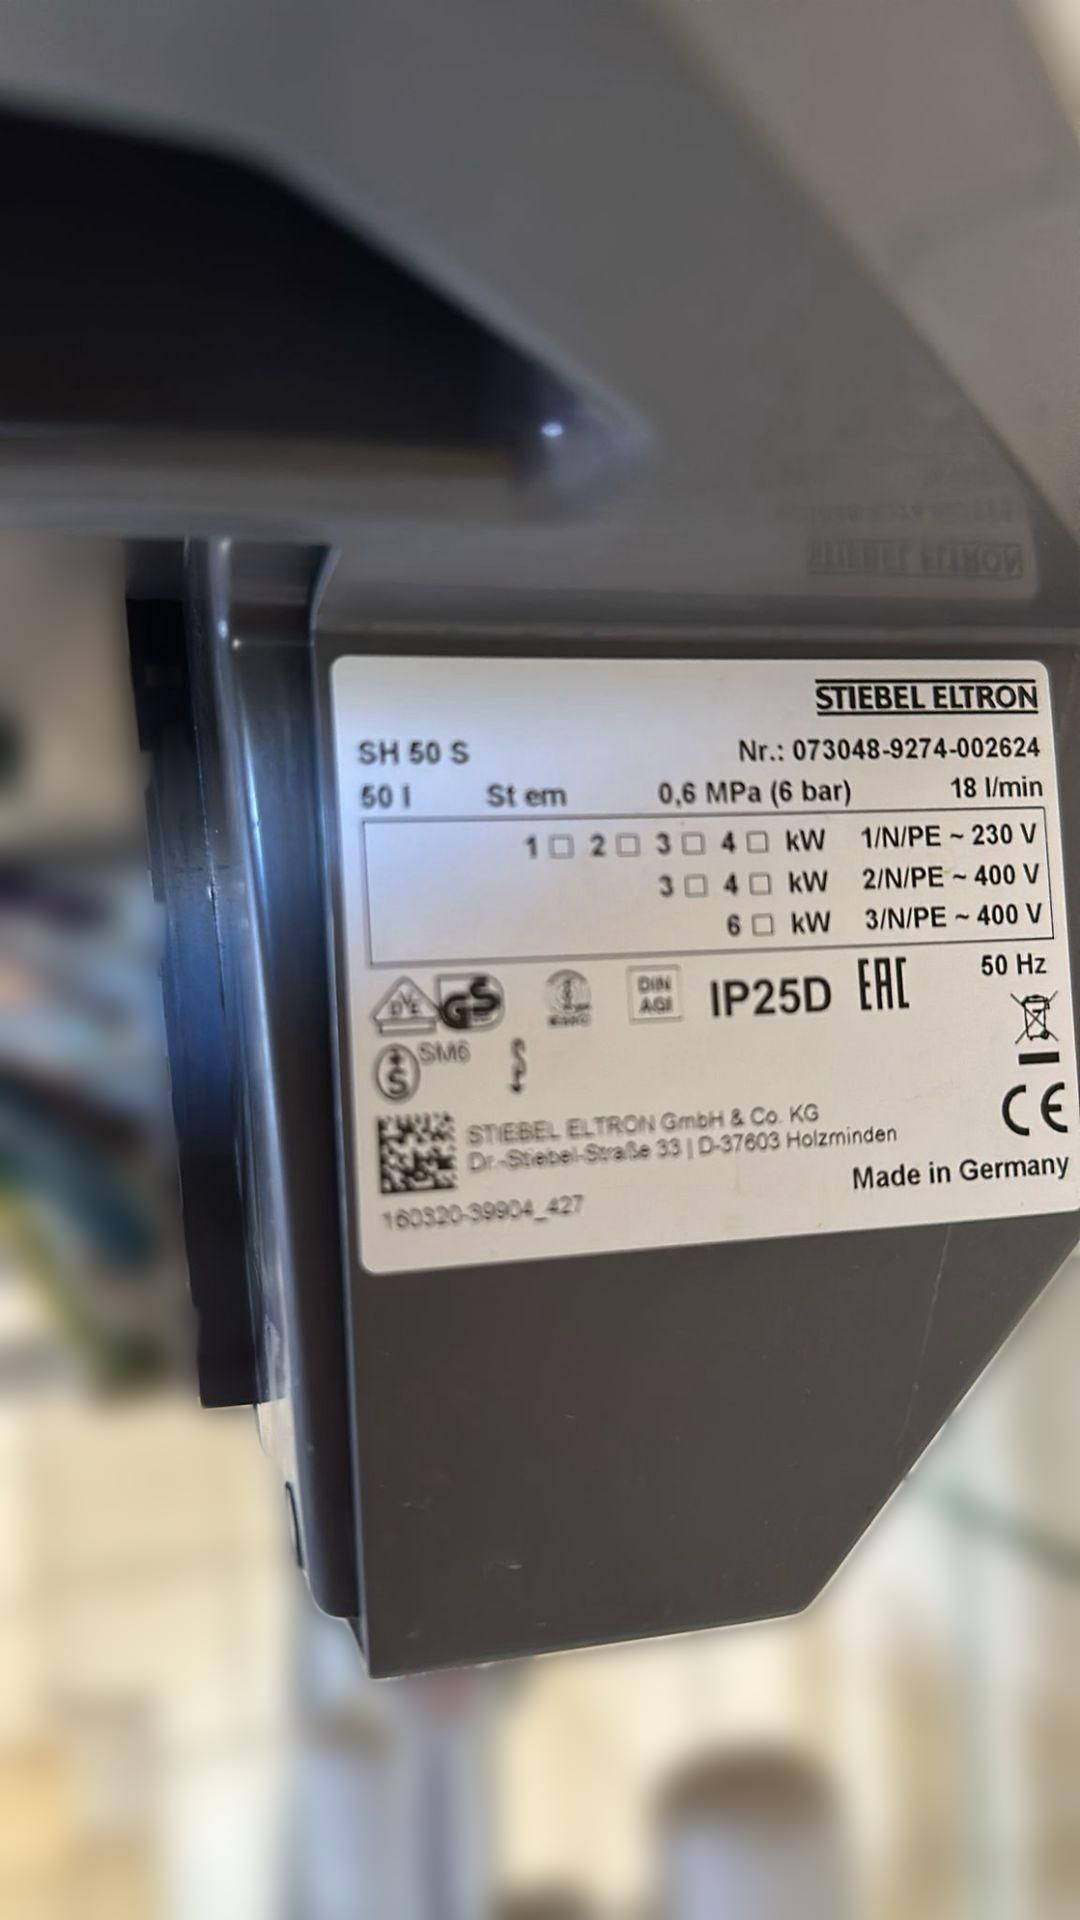 STIEBEL ELTRON
SH 50 S Nr.: 073048-9274-002624
50 l St em 0,6 MPa (6 bar) 18 l/min
1 □ 2 □ 3 □ 4 □ kW 1/N/PE ~ 230 V
3 □ 4 □ kW 2/N/PE ~ 400 V
6 □ kW 3/N/PE ~ 400 V
50 Hz
DVE GS DIN AGI IP25D EAC
S SM6
CE
STIEBEL ELTRON GmbH & Co. KG
Dr.-Stiebel-Straße 33 | D-37603 Holzminden
Made in Germany
160320-39904_427